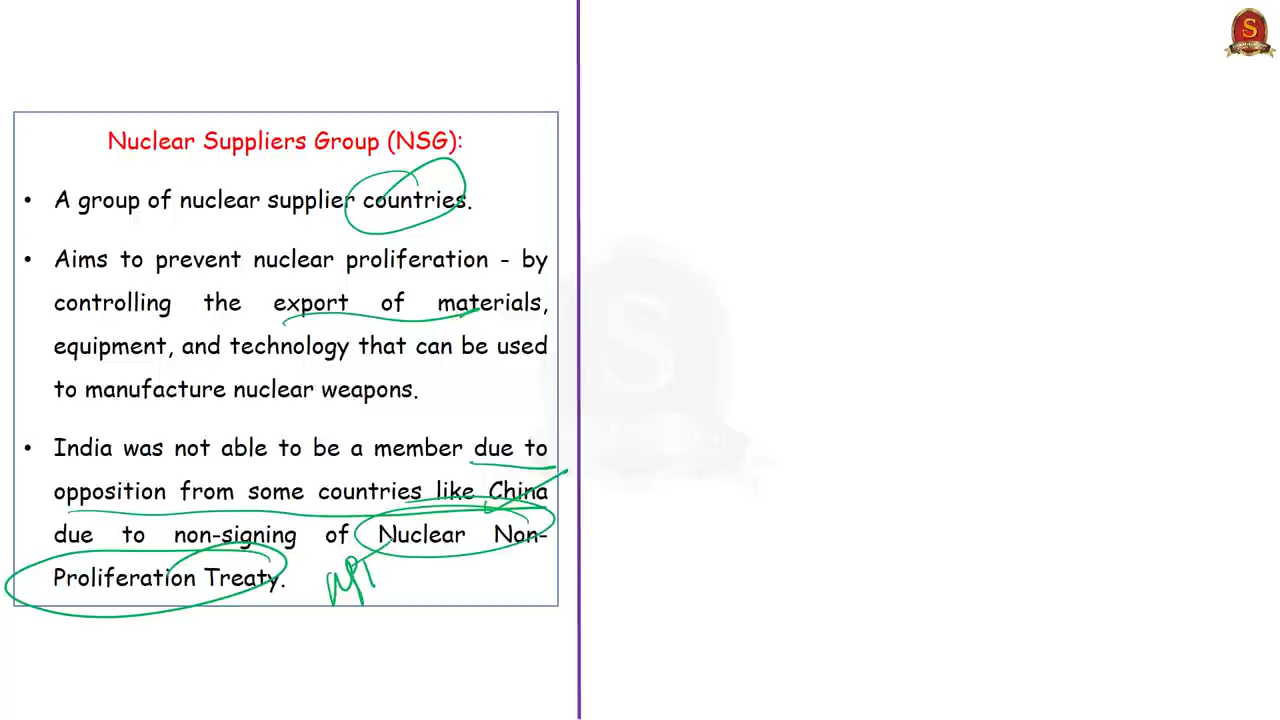 Nuclear Suppliers Group (NSG):
• A group of nuclear supplier countries.
• Aims to prevent nuclear proliferation - by
controlling the export of materials,
equipment, and technology that can be used
to manufacture nuclear weapons.
• India was not able to be a member due to
opposition from some countries like China
due to non-signing of Nuclear Non-
Proliferation Treaty.
S
S